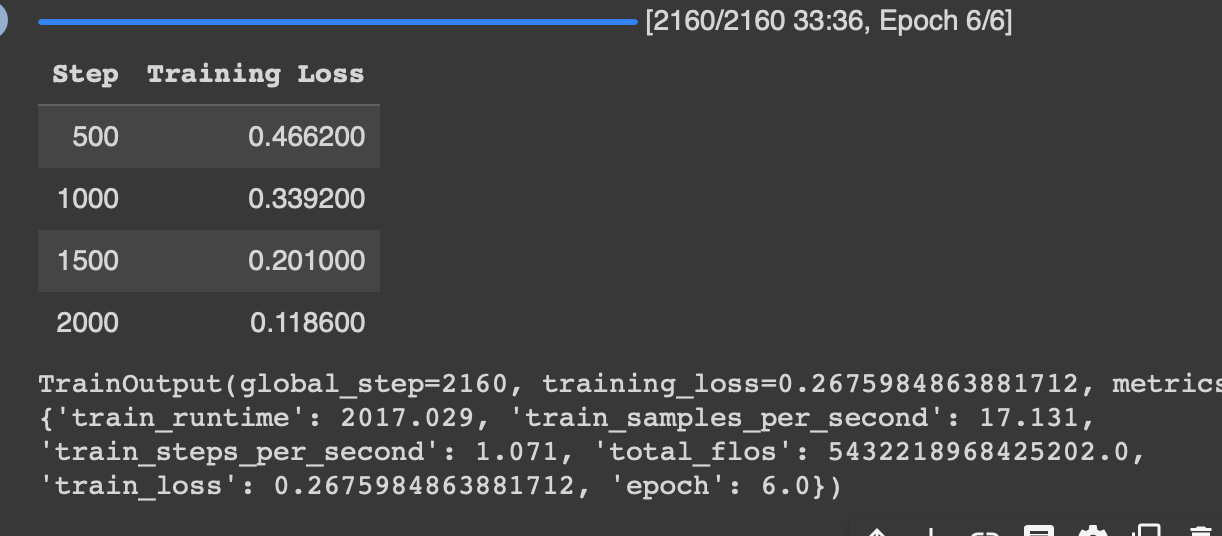 [2160/2160 33:36, Epoch 6/6]
Step Training Loss
500 0.466200
1000 0.339200
1500 0.201000
2000 0.118600
TrainOutput(global_step=2160, training_loss=0.2675984863881712, metrics
{'train_runtime': 2017.029, 'train_samples_per_second': 17.131,
'train_steps_per_second': 1.071, 'total_flos': 5432218968425202.0,
'train_loss': 0.2675984863881712, 'epoch': 6.0})